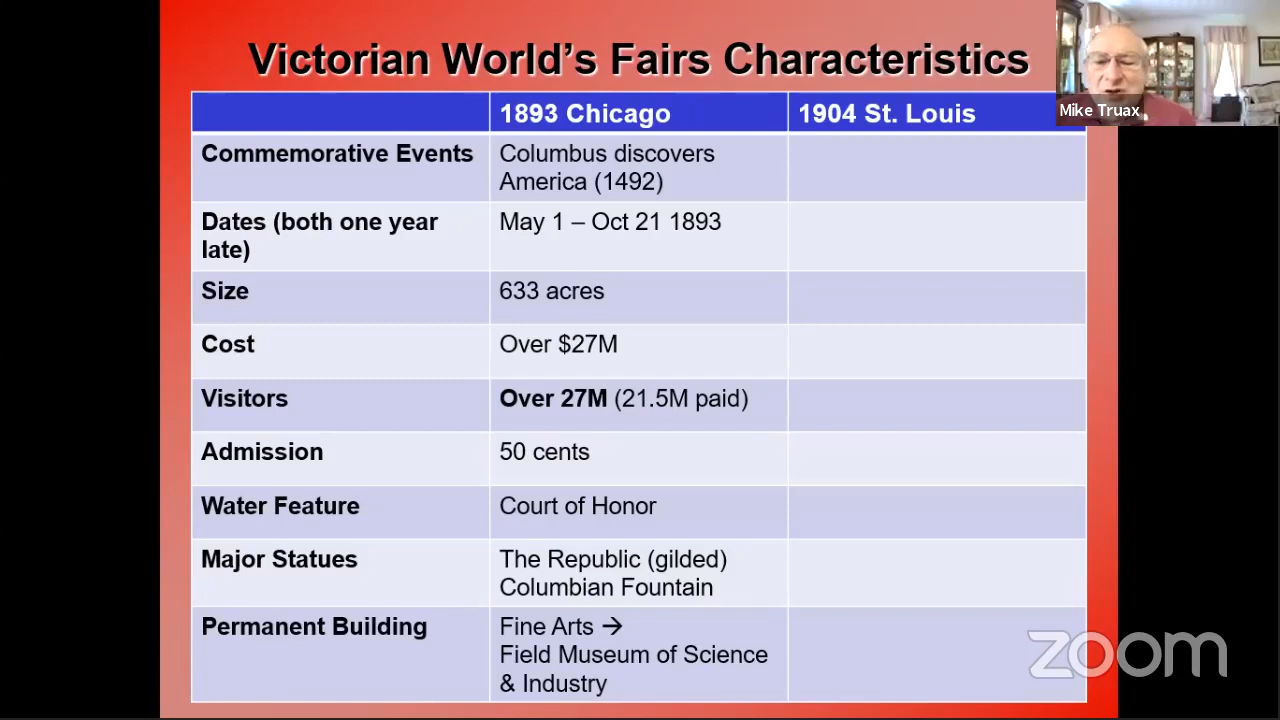 Victorian World's Fairs Characteristics
Mike Truax
1893 Chicago
1904 St. Louis
Commemorative Events
Columbus discovers
America (1492)
Dates (both one year
late)
May 1 – Oct 21 1893
Size
633 acres
Cost
Over $27M
Visitors
Over 27M (21.5M paid)
Admission
50 cents
Water Feature
Court of Honor
Major Statues
The Republic (gilded)
Columbian Fountain
Permanent Building
Fine Arts →
Field Museum of Science
& Industry
zoom